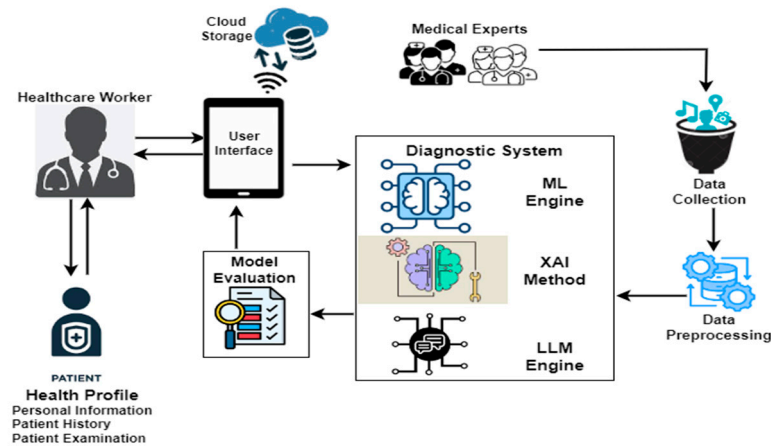 Cloud
Storage
Medical Experts
Healthcare Worker
User
Interface
Diagnostic System
ML
Engine
Data
Collection
Model
Evaluation
XAI
Method
Data
Preprocessing
LLM
Engine
PATIENT
Health Profile
Personal Information
Patient History
Patient Examination